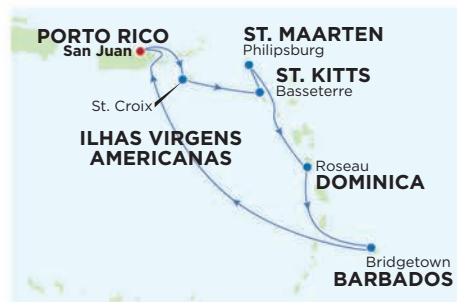 PORTO RICO
San Juan
ST. MAARTEN
Philipsburg
ST. KITTS
Basseterre
St. Croix
ILHAS VIRGENS
AMERICANAS
Roseau
DOMINICA
Bridgetown
BARBADOS